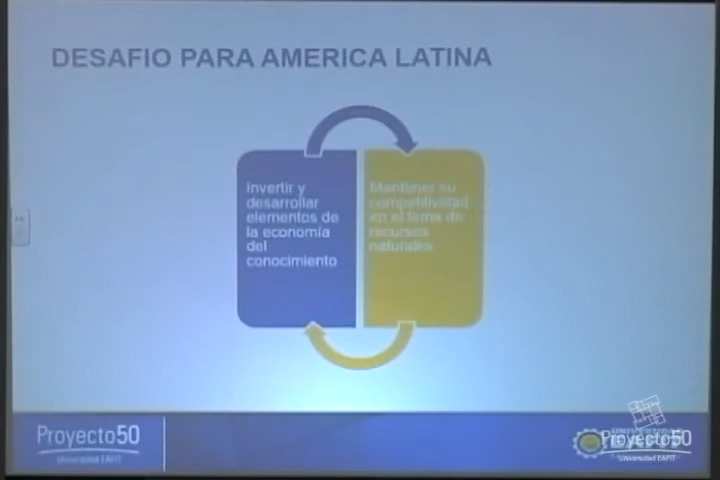 DESAFIO PARA AMERICA LATINA
Invertir y
desarrollar
elementos de
la economía
del
conocimiento
Mantener su
competitividad
en el tema de
recursos
naturales
Proyecto50
Universidad EAFIT
Proyecto50
Universidad EAFIT